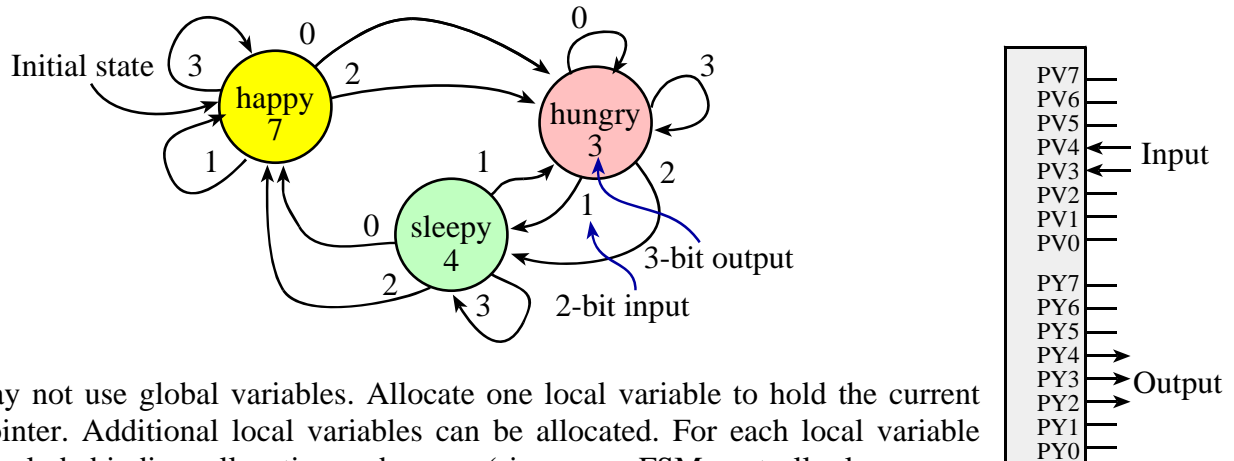 Initial state
3
0
happy
7
2
1
0
3
hungry
3
2
1
1
sleepy
4
0
2
3
3-bit output
2-bit input
PV7
PV6
PV5
PV4
PV3
PV2
PV1
PV0
Input
PY7
PY6
PY5
PY4
PY3
PY2
PY1
PY0
Output
ay not use global variables. Allocate one local variable to hold the current
ointer. Additional local variables can be allocated. For each local variable